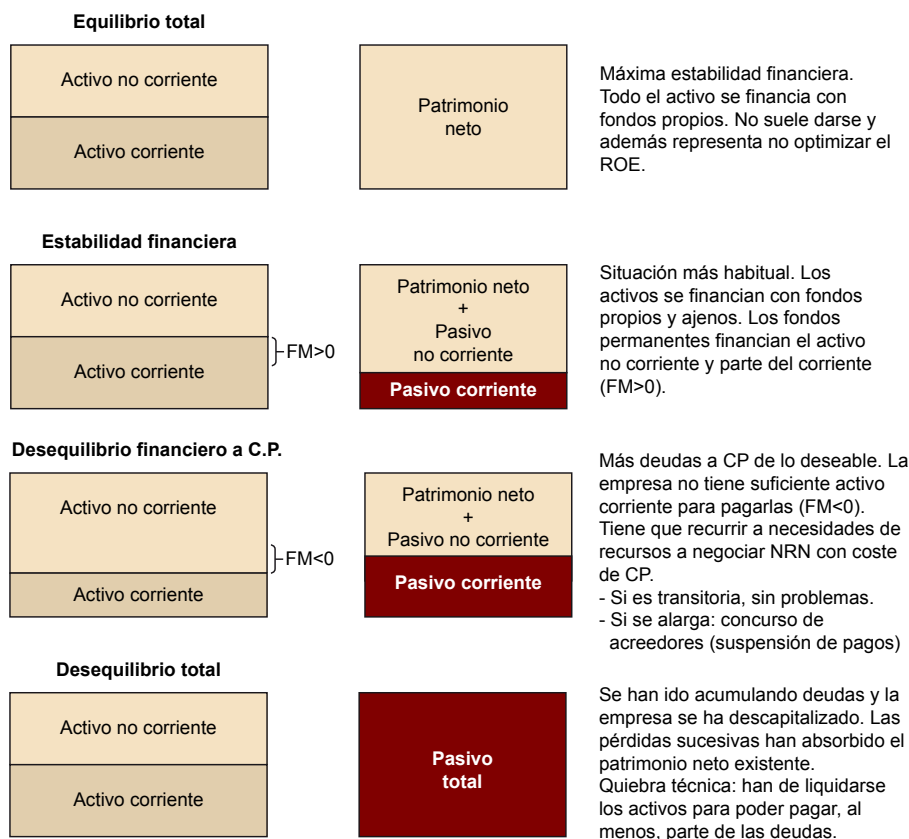 Equilibrio total
Activo no corriente
Activo corriente
Patrimonio
neto
Máxima estabilidad financiera.
Todo el activo se financia con
fondos propios. No suele darse y
además representa no optimizar el
ROE.
Estabilidad financiera
Activo no corriente
Activo corriente
FM>0
Patrimonio neto
+
Pasivo
no corriente
Pasivo corriente
Situación más habitual. Los
activos se financian con fondos
propios y ajenos. Los fondos
permanentes financian el activo
no corriente y parte del corriente
(FM>0).
Desequilibrio financiero a C.P.
Activo no corriente
Activo corriente
FM<0
Patrimonio neto
+
Pasivo no corriente
Pasivo corriente
Más deudas a CP de lo deseable. La
empresa no tiene suficiente activo
corriente para pagarlas (FM<0).
Tiene que recurrir a necesidades de
recursos a negociar NRN con coste
de CP.
- Si es transitoria, sin problemas.
- Si se alarga: concurso de
acreedores (suspensión de pagos)
Desequilibrio total
Activo no corriente
Activo corriente
Pasivo
total
Se han ido acumulando deudas y la
empresa se ha descapitalizado. Las
pérdidas sucesivas han absorbido el
patrimonio neto existente.
Quiebra técnica: han de liquidarse
los activos para poder pagar, al
menos, parte de las deudas.